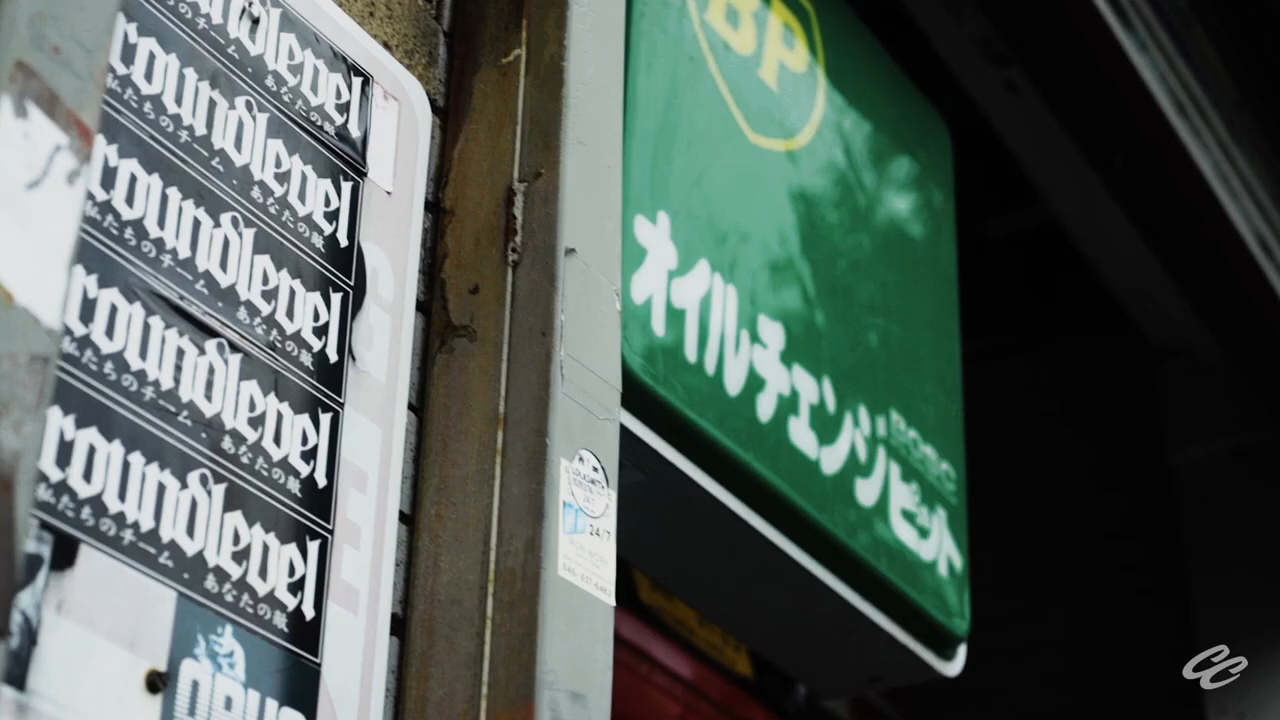 roundlevel
私たちのチーム．あなたの敵
roundlevel
私たちのチーム．あなたの敵
roundlevel
私たちのチーム．あなたの敵
roundlevel
私たちのチーム．あなたの敵
roundlevel
私たちのチーム．あなたの敵
BP
オイルチェンジ
ピット
24/7
CC